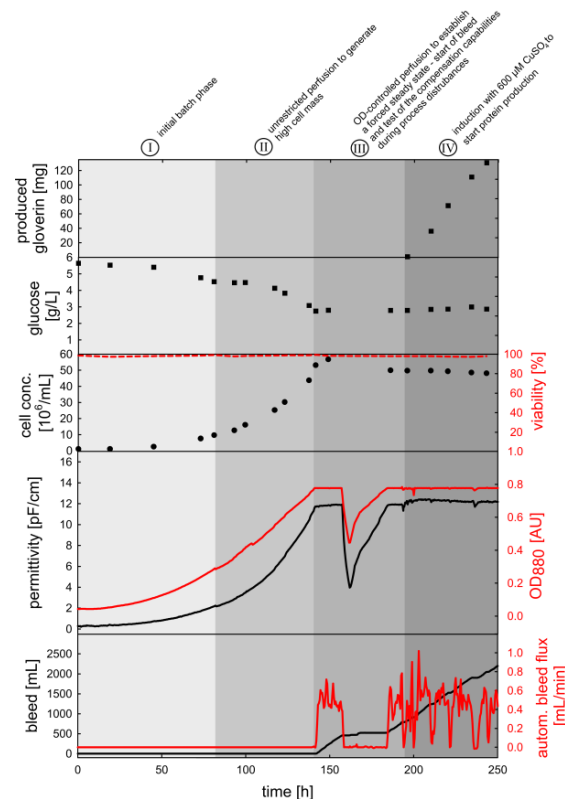 I initial batch phase
II unrestricted perfusion to generate
high cell mass
III OD-controlled perfusion to establish
a forced steady state - start of bleed
and test of the compensation capabilities
during process distrubances
IV induction with 600 µM CuSO₄ to
start protein production
produced
gloverin [mg]
120
100
80
60
40
20
6
glucose
[g/L]
5
4
3
2
1
60
cell conc.
[10⁶/mL]
50
40
30
20
10
0
100
80
60
40
20
0
viability [%]
permittivity [pF/cm]
16
14
12
10
8
6
4
2
0
1.0
0.8
0.6
0.4
0.2
0.0
OD880 [AU]
bleed
[mL]
2500
2000
1500
1000
500
0
1.0
0.8
0.6
0.4
0.2
0.0
autom. bleed flux
[mL/min]
0 50 100 150 200 250
time [h]